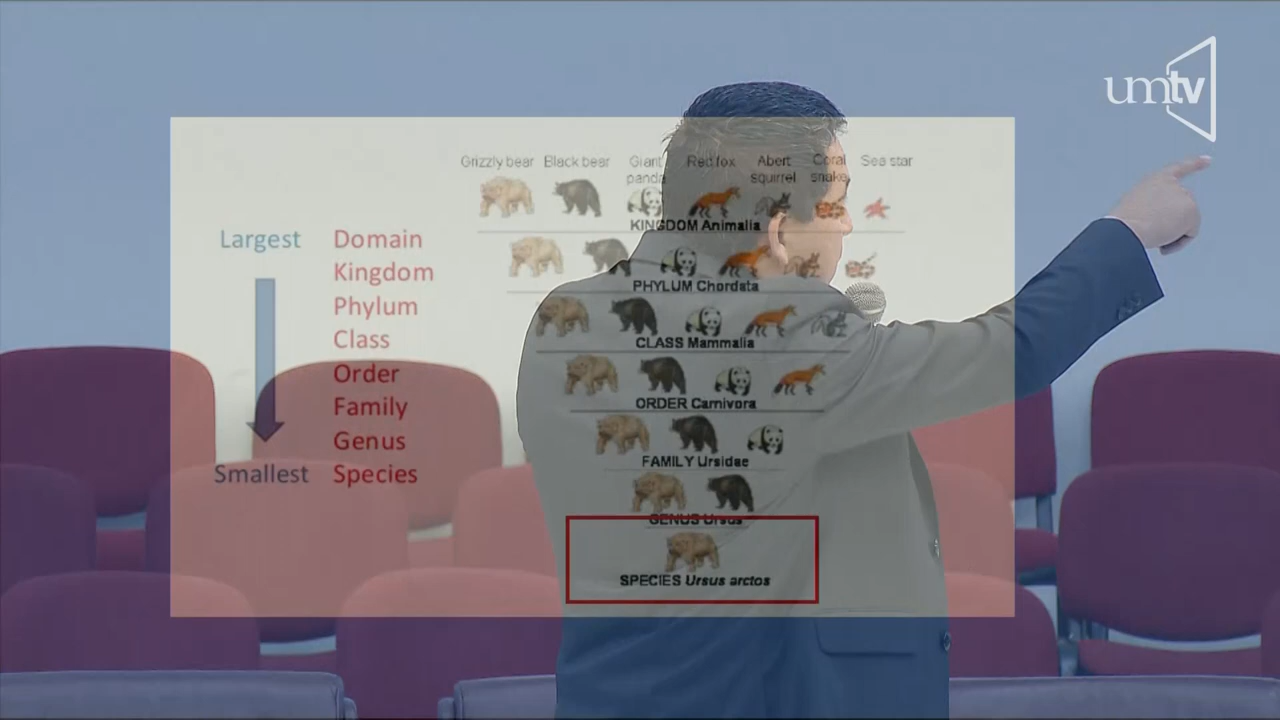 umtv
Grizzly bear Black bear Giant panda Red fox Abert squirrel Coral snake Sea star
KINGDOM Animalia
PHYLUM Chordata
CLASS Mammalia
ORDER Carnivora
FAMILY Ursidae
GENUS Ursus
SPECIES Ursus arctos
Largest
Smallest
Domain
Kingdom
Phylum
Class
Order
Family
Genus
Species